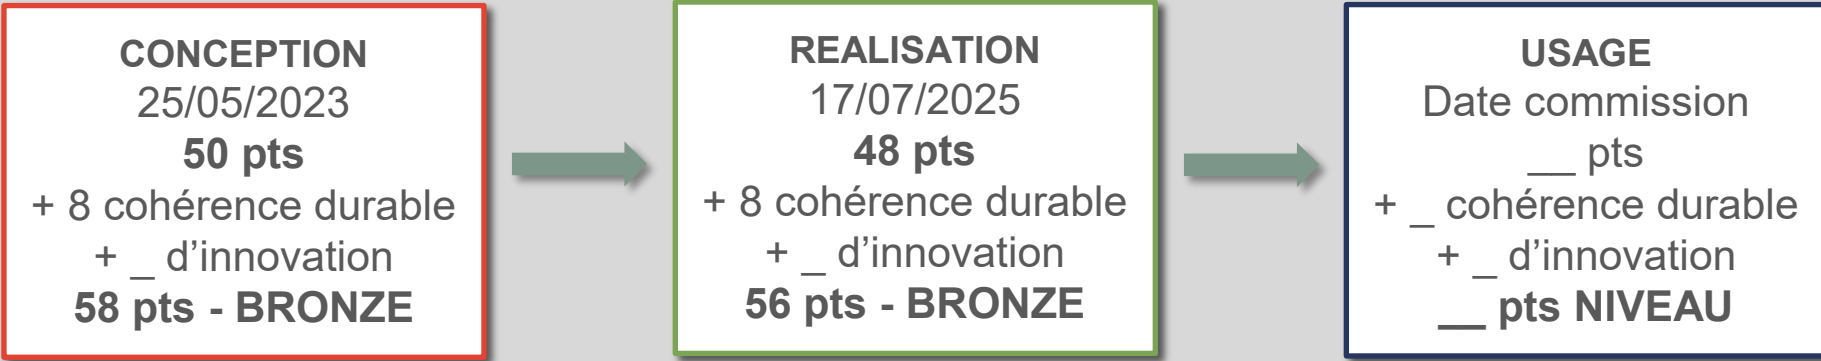 CONCEPTION
25/05/2023
50 pts
+ 8 cohérence durable
+ _ d’innovation
58 pts - BRONZE
REALISATION
17/07/2025
48 pts
+ 8 cohérence durable
+ _ d’innovation
56 pts - BRONZE
USAGE
Date commission
__ pts
+ _ cohérence durable
+ _ d’innovation
__ pts NIVEAU